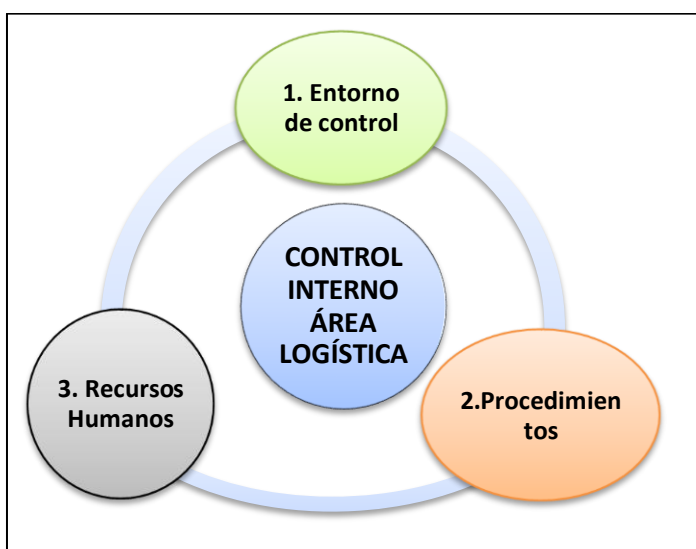 1. Entorno
de control
CONTROL
INTERNO
ÁREA
LOGÍSTICA
3. Recursos
Humanos
2.Procedimien
tos